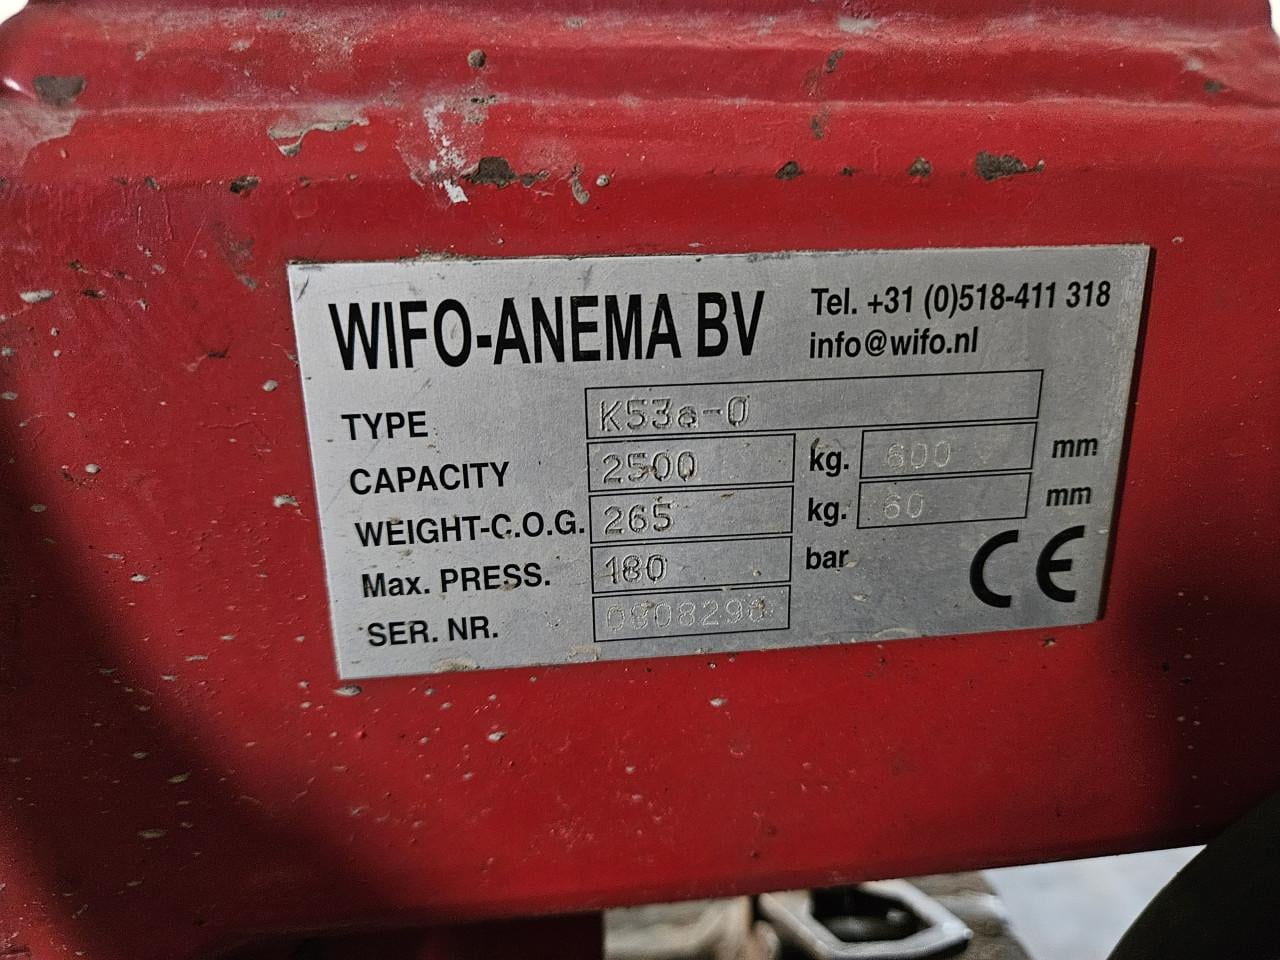 WIFO-ANEMA BV
Tel. +31 (0)518-411 318
info@wifo.nl
TYPE K53a-0
CAPACITY 2500 kg. 600 mm
WEIGHT-C.O.G. 265 kg. 60 mm
Max. PRESS. 180 bar
SER. NR.
CE